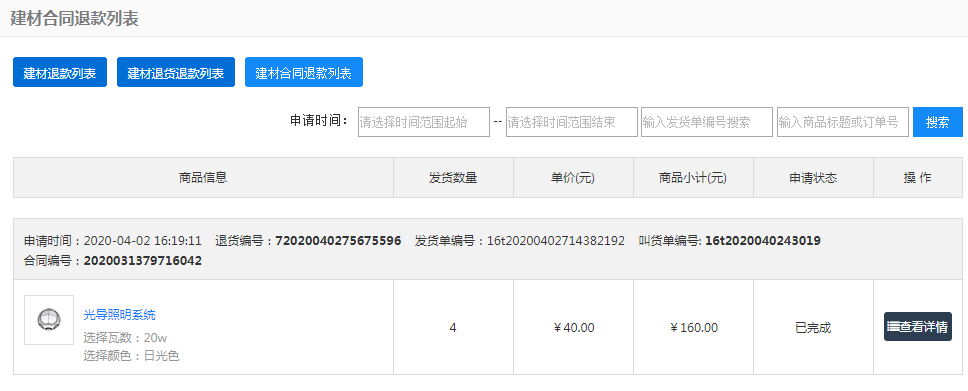 建材合同退款列表
建材退款列表 建材退货退款列表 建材合同退款列表
申请时间： 请选择时间范围起始 -- 请选择时间范围结束 输入发货单编号搜索 输入商品标题或订单号 搜索
商品信息 发货数量 单价(元) 商品小计(元) 申请状态 操 作
申请时间：2020-04-02 16:19:11 退货编号：72020040275675596 发货单编号：16t20200402714382192 叫货单编号: 16t2020040243019
合同编号：2020031379716042
光导照明系统
选择瓦数：20w
选择颜色：日光色
4 ￥40.00 ￥160.00 已完成 查看详情